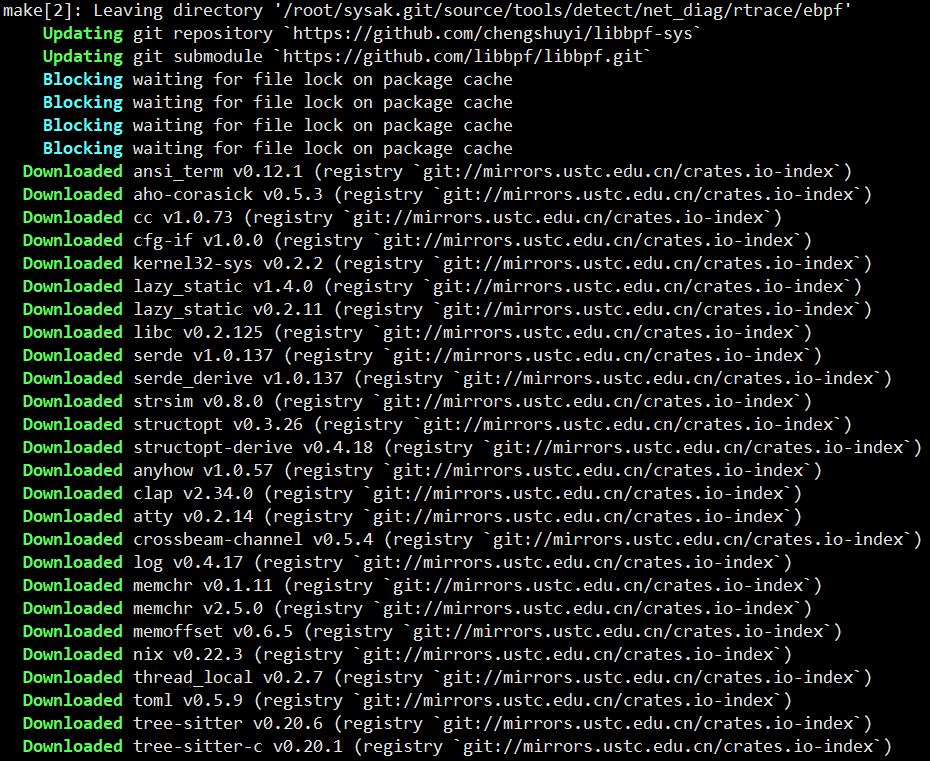 make[2]: Leaving directory '/root/sysak.git/source/tools/detect/net_diag/rtrace/ebpf'
Updating git repository `https://github.com/chengshuyi/libbpf-sys`
Updating git submodule `https://github.com/libbpf/libbpf.git`
Blocking waiting for file lock on package cache
Blocking waiting for file lock on package cache
Blocking waiting for file lock on package cache
Blocking waiting for file lock on package cache
Downloaded ansi_term v0.12.1 (registry `git://mirrors.ustc.edu.cn/crates.io-index`)
Downloaded aho-corasick v0.5.3 (registry `git://mirrors.ustc.edu.cn/crates.io-index`)
Downloaded cc v1.0.73 (registry `git://mirrors.ustc.edu.cn/crates.io-index`)
Downloaded cfg-if v1.0.0 (registry `git://mirrors.ustc.edu.cn/crates.io-index`)
Downloaded kernel32-sys v0.2.2 (registry `git://mirrors.ustc.edu.cn/crates.io-index`)
Downloaded lazy_static v1.4.0 (registry `git://mirrors.ustc.edu.cn/crates.io-index`)
Downloaded lazy_static v0.2.11 (registry `git://mirrors.ustc.edu.cn/crates.io-index`)
Downloaded libc v0.2.125 (registry `git://mirrors.ustc.edu.cn/crates.io-index`)
Downloaded serde v1.0.137 (registry `git://mirrors.ustc.edu.cn/crates.io-index`)
Downloaded serde_derive v1.0.137 (registry `git://mirrors.ustc.edu.cn/crates.io-index`)
Downloaded strsim v0.8.0 (registry `git://mirrors.ustc.edu.cn/crates.io-index`)
Downloaded structopt v0.3.26 (registry `git://mirrors.ustc.edu.cn/crates.io-index`)
Downloaded structopt-derive v0.4.18 (registry `git://mirrors.ustc.edu.cn/crates.io-index`)
Downloaded anyhow v1.0.57 (registry `git://mirrors.ustc.edu.cn/crates.io-index`)
Downloaded clap v2.34.0 (registry `git://mirrors.ustc.edu.cn/crates.io-index`)
Downloaded atty v0.2.14 (registry `git://mirrors.ustc.edu.cn/crates.io-index`)
Downloaded crossbeam-channel v0.5.4 (registry `git://mirrors.ustc.edu.cn/crates.io-index`)
Downloaded log v0.4.17 (registry `git://mirrors.ustc.edu.cn/crates.io-index`)
Downloaded memchr v0.1.11 (registry `git://mirrors.ustc.edu.cn/crates.io-index`)
Downloaded memchr v2.5.0 (registry `git://mirrors.ustc.edu.cn/crates.io-index`)
Downloaded memoffset v0.6.5 (registry `git://mirrors.ustc.edu.cn/crates.io-index`)
Downloaded nix v0.22.3 (registry `git://mirrors.ustc.edu.cn/crates.io-index`)
Downloaded thread_local v0.2.7 (registry `git://mirrors.ustc.edu.cn/crates.io-index`)
Downloaded toml v0.5.9 (registry `git://mirrors.ustc.edu.cn/crates.io-index`)
Downloaded tree-sitter v0.20.6 (registry `git://mirrors.ustc.edu.cn/crates.io-index`)
Downloaded tree-sitter-c v0.20.1 (registry `git://mirrors.ustc.edu.cn/crates.io-index`)